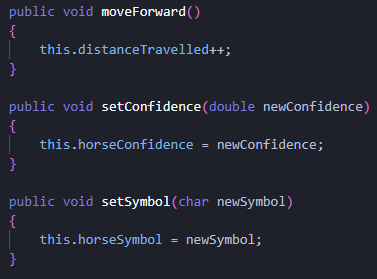 public void moveForward()
{
    this.distanceTravelled++;
}

public void setConfidence(double newConfidence)
{
    this.horseConfidence = newConfidence;
}

public void setSymbol(char newSymbol)
{
    this.horseSymbol = newSymbol;
}